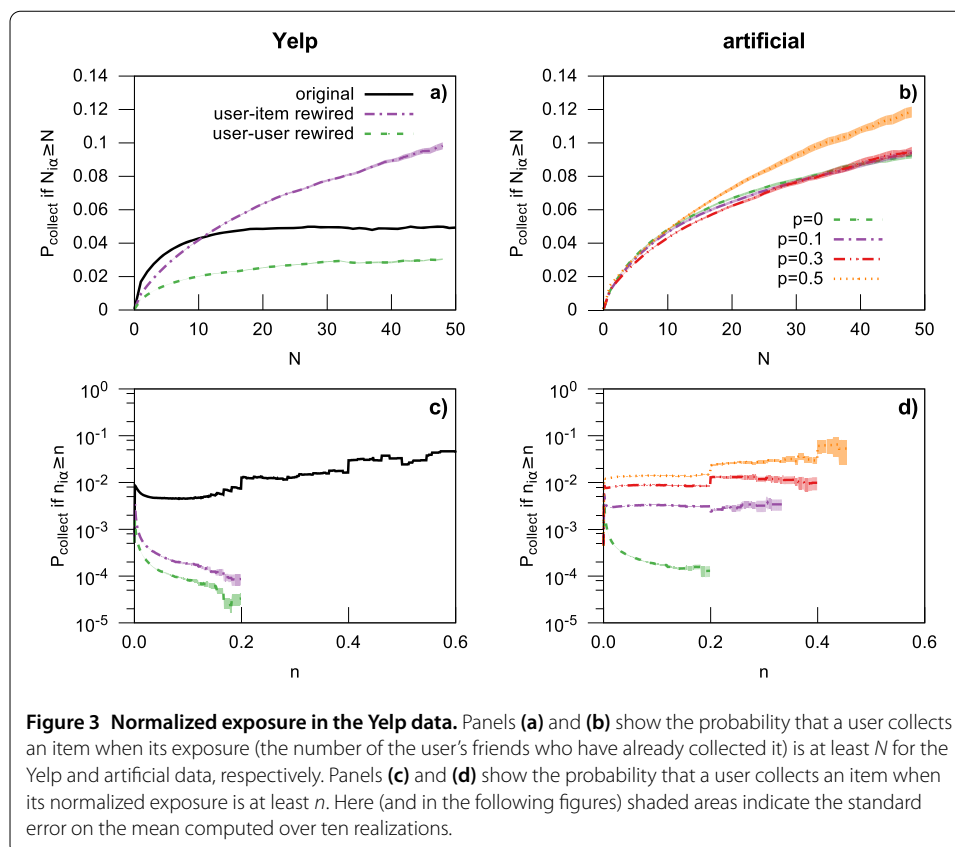 Yelp
artificial
0.14
0.12
0.1
0.08
0.06
0.04
0.02
0
P_collect if N_iα≥N
a)
original
user-item rewired
user-user rewired
0 10 20 30 40 50
N
0.14
0.12
0.1
0.08
0.06
0.04
0.02
0
P_collect if N_iα≥N
b)
p=0
p=0.1
p=0.3
p=0.5
0 10 20 30 40 50
N
10^0
10^-1
10^-2
10^-3
10^-4
10^-5
P_collect if n_iα≥n
c)
0.0 0.2 0.4 0.6
n
10^0
10^-1
10^-2
10^-3
10^-4
10^-5
P_collect if n_iα≥n
d)
0.0 0.2 0.4 0.6
n
Figure 3 Normalized exposure in the Yelp data. Panels (a) and (b) show the probability that a user collects
an item when its exposure (the number of the user's friends who have already collected it) is at least N for the
Yelp and artificial data, respectively. Panels (c) and (d) show the probability that a user collects an item when
its normalized exposure is at least n. Here (and in the following figures) shaded areas indicate the standard
error on the mean computed over ten realizations.